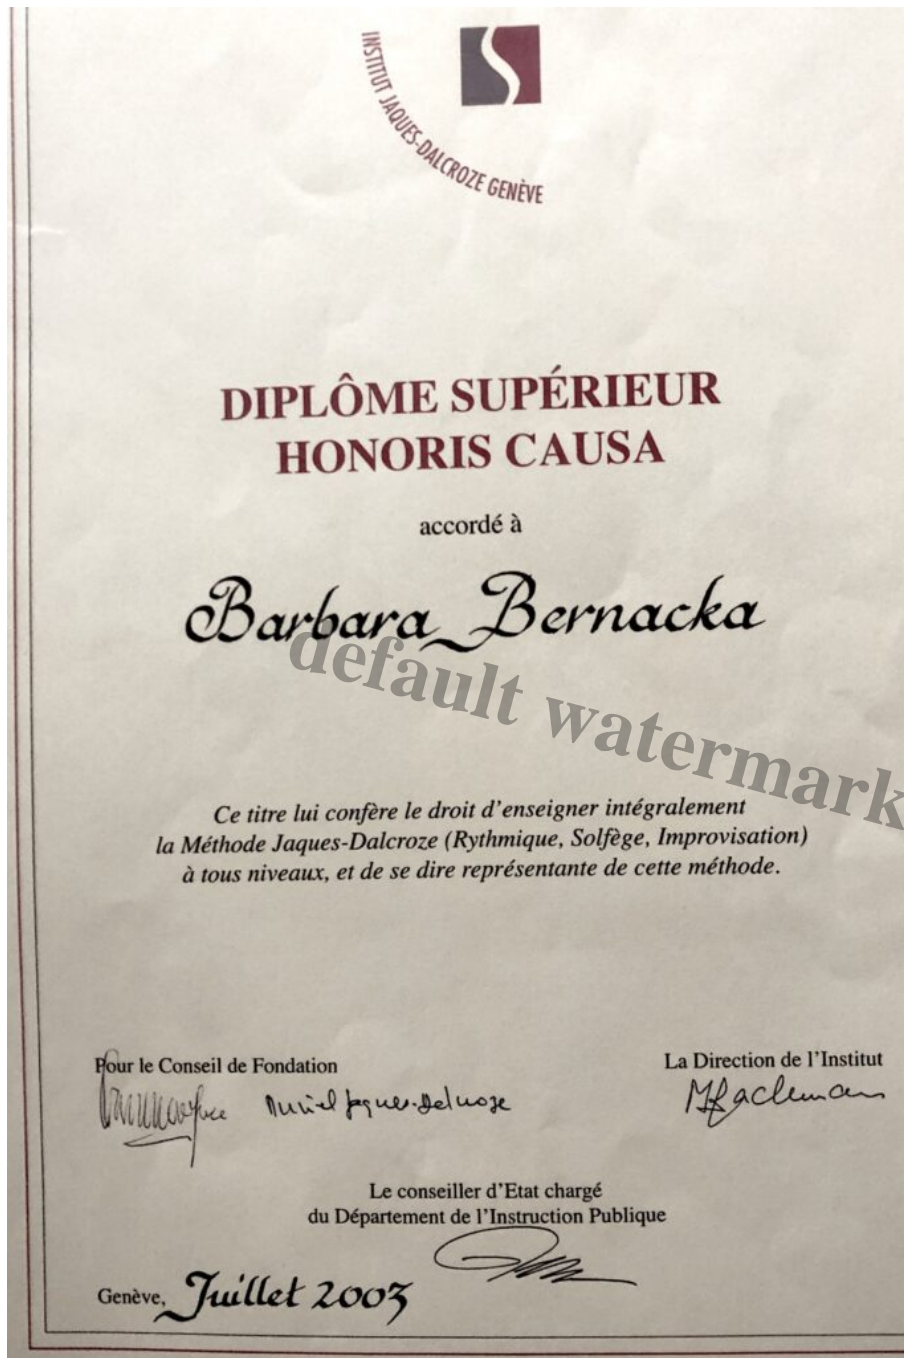 INSTITUT JAQUES-DALCROZE GENÈVE
DIPLÔME SUPÉRIEUR
HONORIS CAUSA
accordé à
Barbara Bernacka
default watermark
Ce titre lui confère le droit d'enseigner intégralement
la Méthode Jaques-Dalcroze (Rythmique, Solfège, Improvisation)
à tous niveaux, et de se dire représentante de cette méthode.
Pour le Conseil de Fondation
La Direction de l'Institut
Muriel Jaques-Dalcroze
Le conseiller d'Etat chargé
du Département de l'Instruction Publique
Genève, Juillet 2003